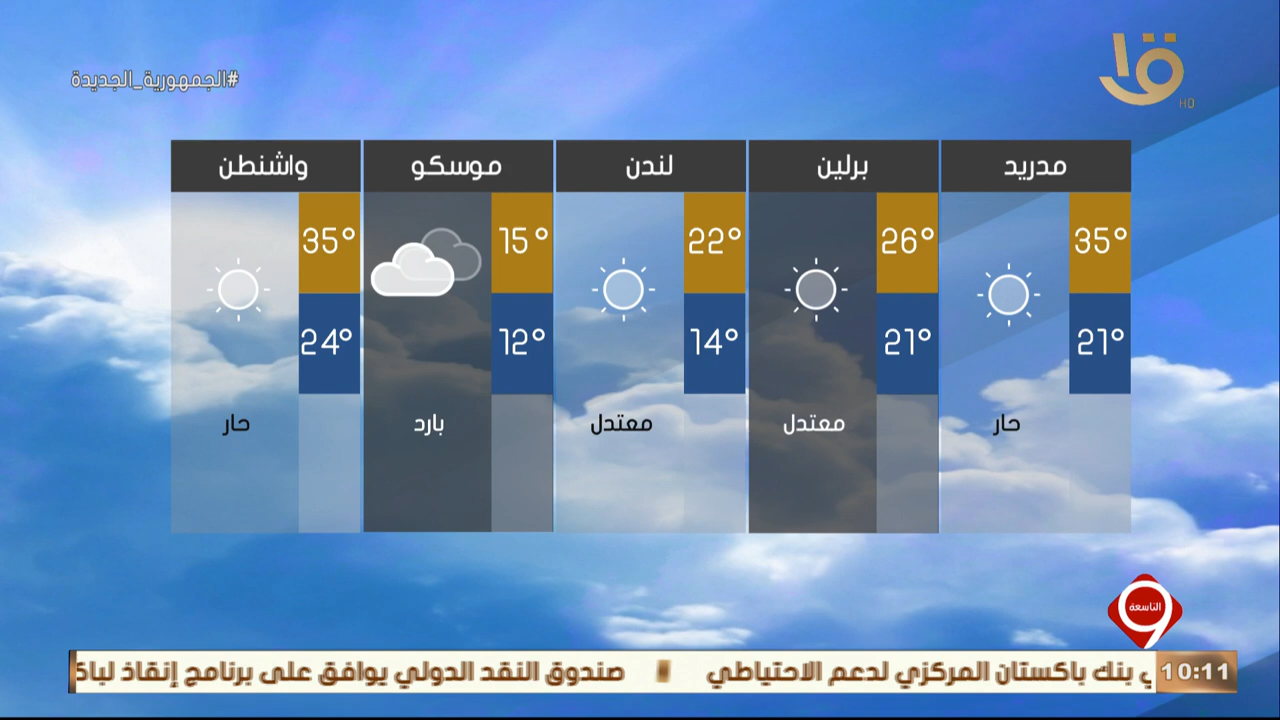 #الجمهورية_الجديدة
HD
مدريد
35°
21°
حار
برلين
26°
21°
معتدل
لندن
22°
14°
معتدل
موسكو
15°
12°
بارد
واشنطن
35°
24°
حار
التاسعة
9
10:11
بنك باكستان المركزي لدعم الاحتياطي
صندوق النقد الدولي يوافق على برنامج إنقاذ